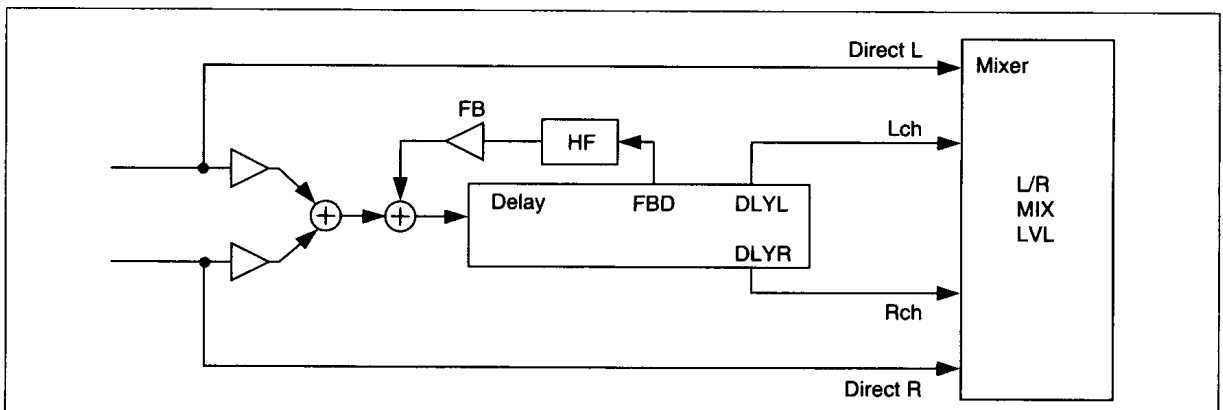 Direct L
Mixer
FB
Lch
HF
Delay
FBD
DLYL
L/R
MIX
LVL
DLYR
Rch
Direct R